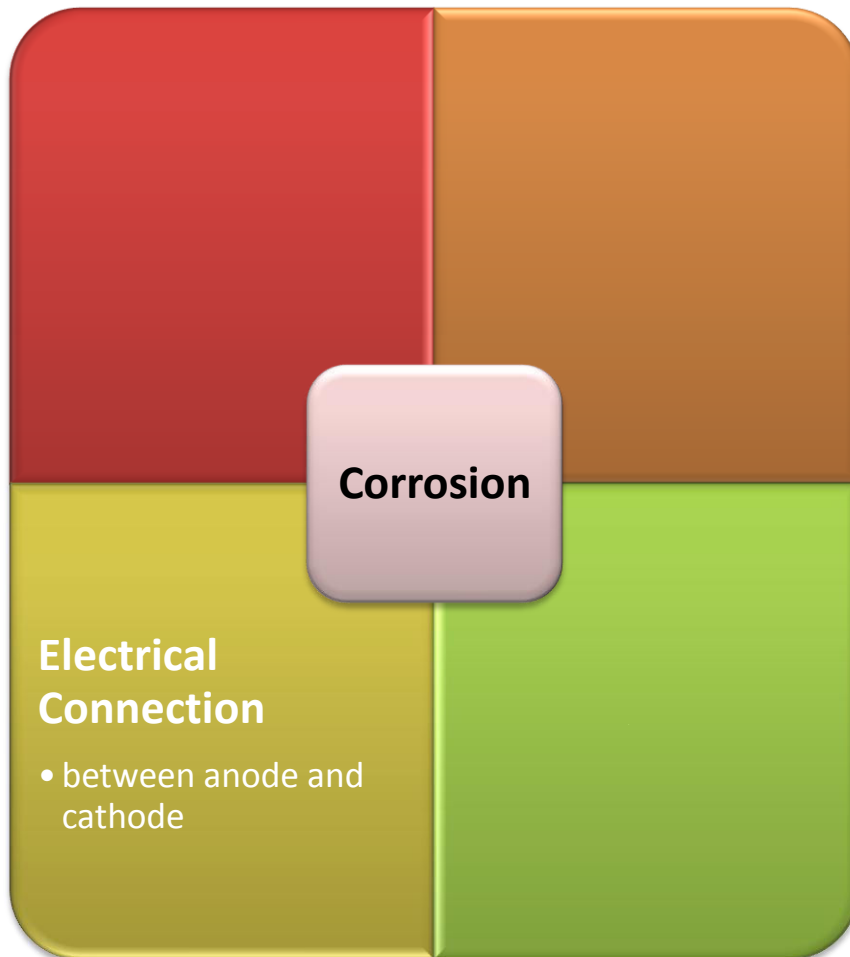 Corrosion
Electrical
Connection
• between anode and
cathode